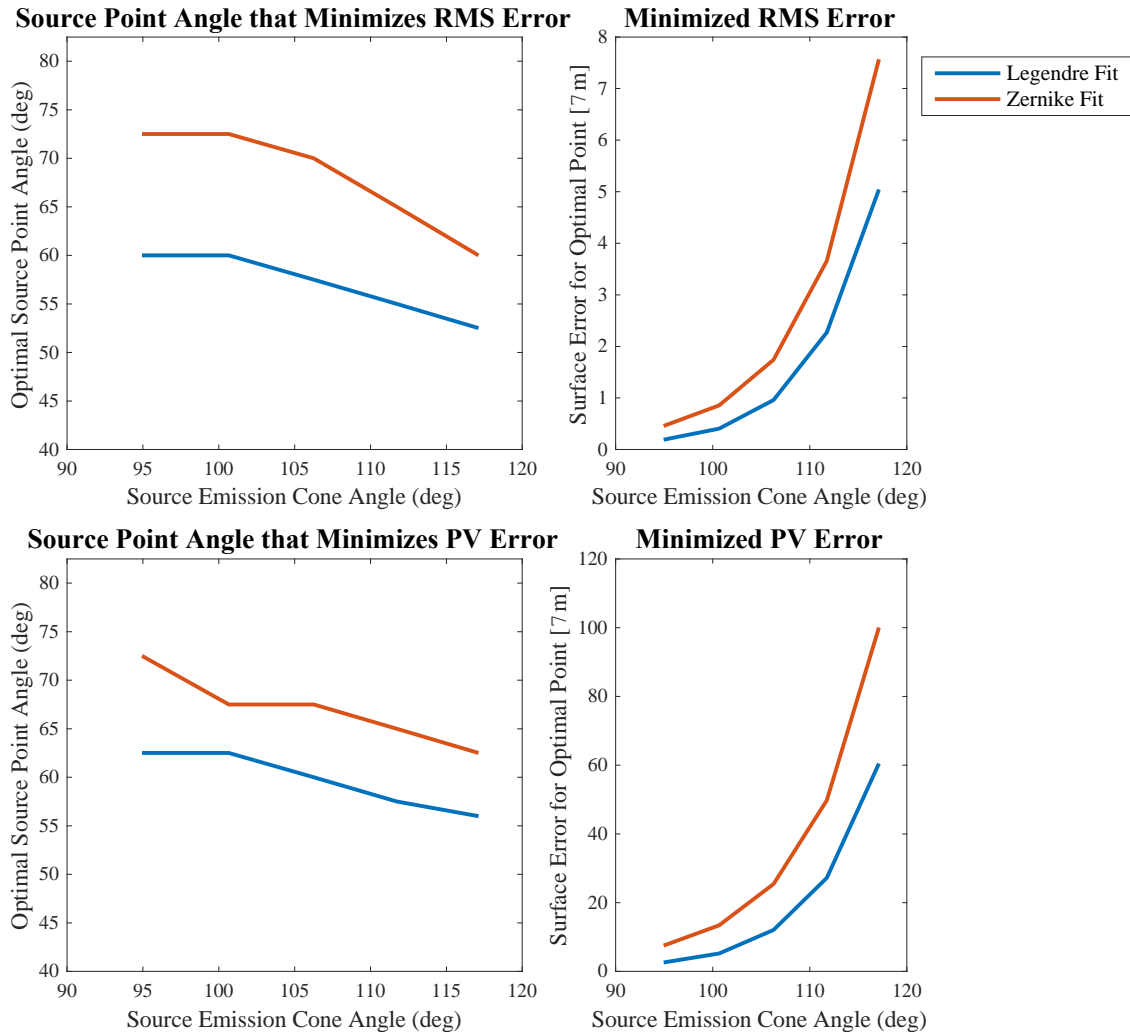 Source Point Angle that Minimizes RMS Error
Optimal Source Point Angle (deg)
80
75
70
65
60
55
50
45
40
90 95 100 105 110 115 120
Source Emission Cone Angle (deg)
Minimized RMS Error
Surface Error for Optimal Point [7m]
8
7
6
5
4
3
2
1
0
90 100 110 120
Source Emission Cone Angle (deg)
Legendre Fit
Zernike Fit
Source Point Angle that Minimizes PV Error
Optimal Source Point Angle (deg)
80
75
70
65
60
55
50
45
40
90 95 100 105 110 115 120
Source Emission Cone Angle (deg)
Minimized PV Error
Surface Error for Optimal Point [7m]
120
100
80
60
40
20
0
90 100 110 120
Source Emission Cone Angle (deg)